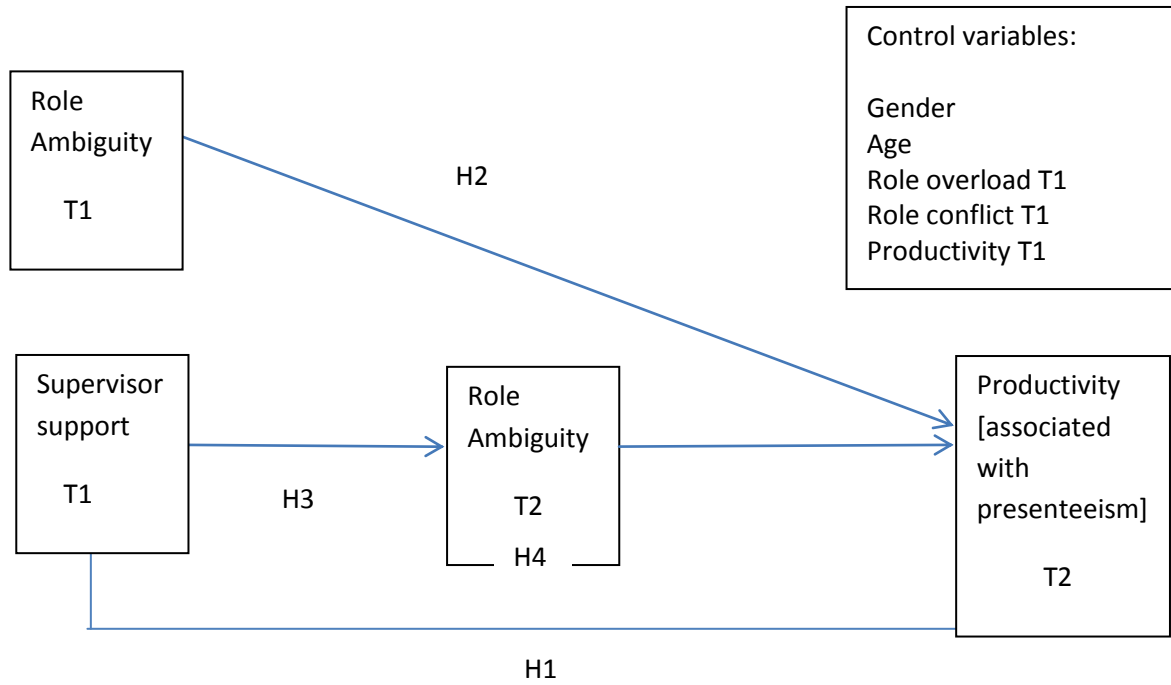 Role
Ambiguity
T1
H2
Control variables:
Gender
Age
Role overload T1
Role conflict T1
Productivity T1
Supervisor
support
T1
H3
Role
Ambiguity
T2
H4
Productivity
[associated
with
presenteeism]
T2
H1